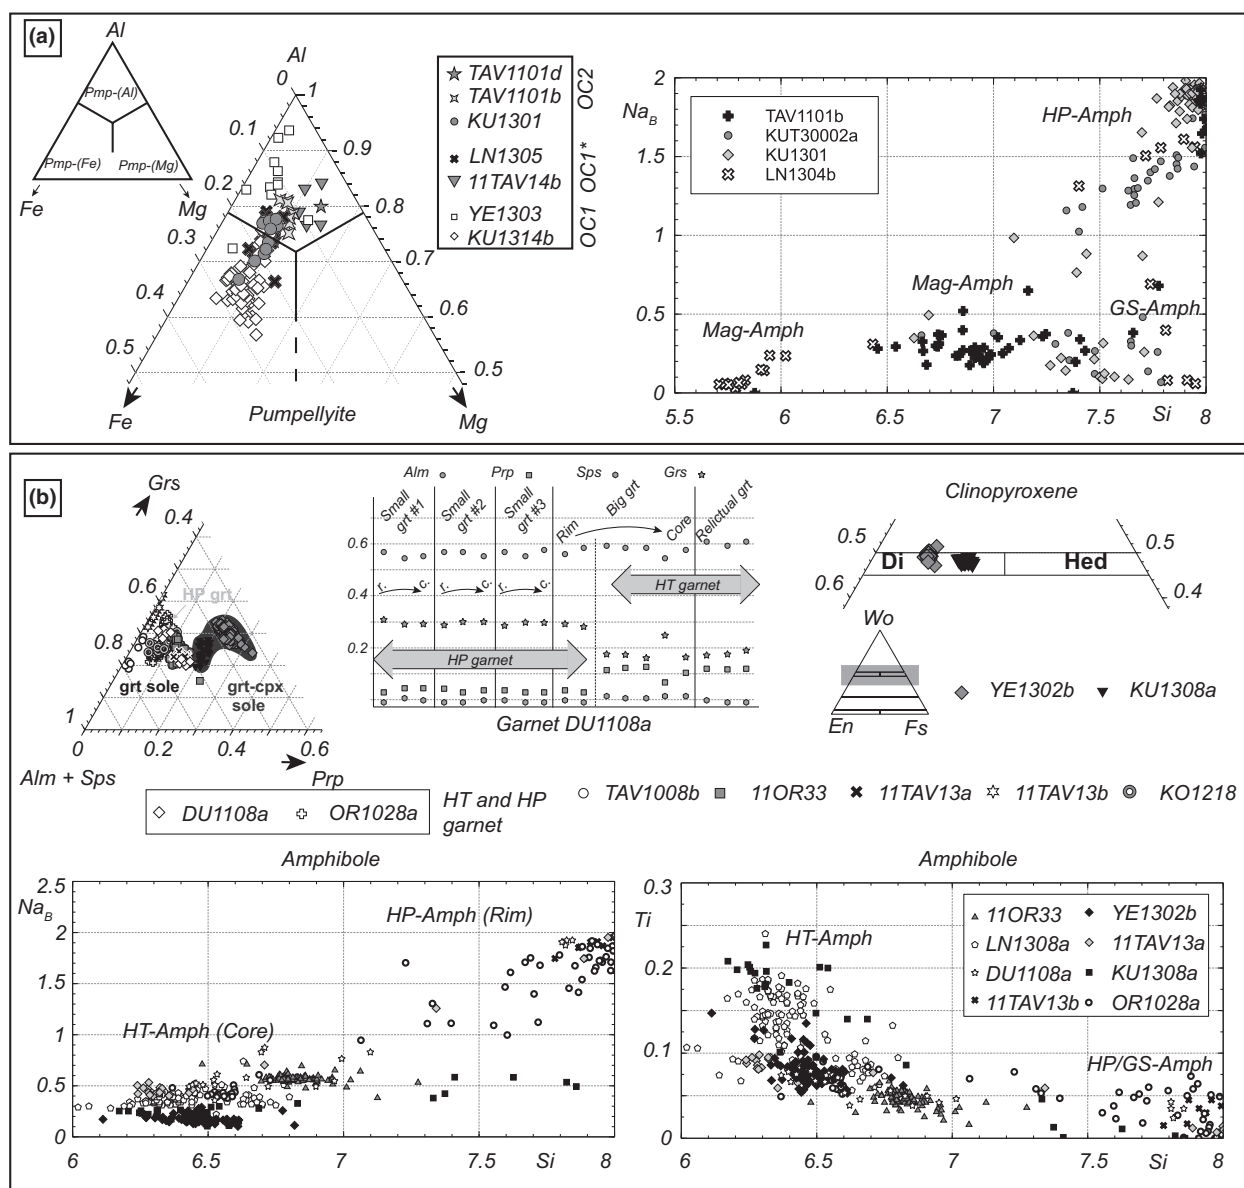 (a)
Al
Pmp-(Al)
Pmp-(Fe)
Pmp-(Mg)
Fe
Mg
Al
0
1
0.1
0.9
0.2
0.8
0.3
0.7
0.4
0.6
0.5
0.5
Fe
Pumpellyite
Mg
TAV1101d
TAV1101b
KU1301
LN1305
11TAV14b
YE1303
KU1314b
OC2
OC1*
OC1
2
Na_B
1.5
1
0.5
0
TAV1101b
KUT30002a
KU1301
LN1304b
HP-Amph
Mag-Amph
GS-Amph
Mag-Amph
5.5
6
6.5
7
7.5
Si
8
(b)
Grs
0.4
0.6
HP grt
0.8
grt sole
grt-cpx
sole
1
0
0.2
0.4
0.6
Alm + Sps
Prp
Alm
Prp
Sps
Grs
Small grt #1
Small grt #2
Small grt #3
Rim
Big grt
Core
Relictual grt
0.6
r.
c.
r.
c.
r.
c.
HT garnet
0.4
0.2
HP garnet
Garnet DU1108a
Clinopyroxene
0.5
0.5
Di
Hed
0.6
0.4
Wo
En
Fs
YE1302b
KU1308a
DU1108a
OR1028a
HT and HP
garnet
TAV1008b
11OR33
11TAV13a
11TAV13b
KO1218
Amphibole
2.5
Na_B
2
1.5
1
0.5
0
HP-Amph (Rim)
HT-Amph (Core)
6
6.5
7
Si
8
Amphibole
0.3
Ti
0.2
0.1
0
HT-Amph
HP/GS-Amph
11OR33
YE1302b
LN1308a
11TAV13a
DU1108a
KU1308a
11TAV13b
OR1028a
6
6.5
7
7.5
Si
8